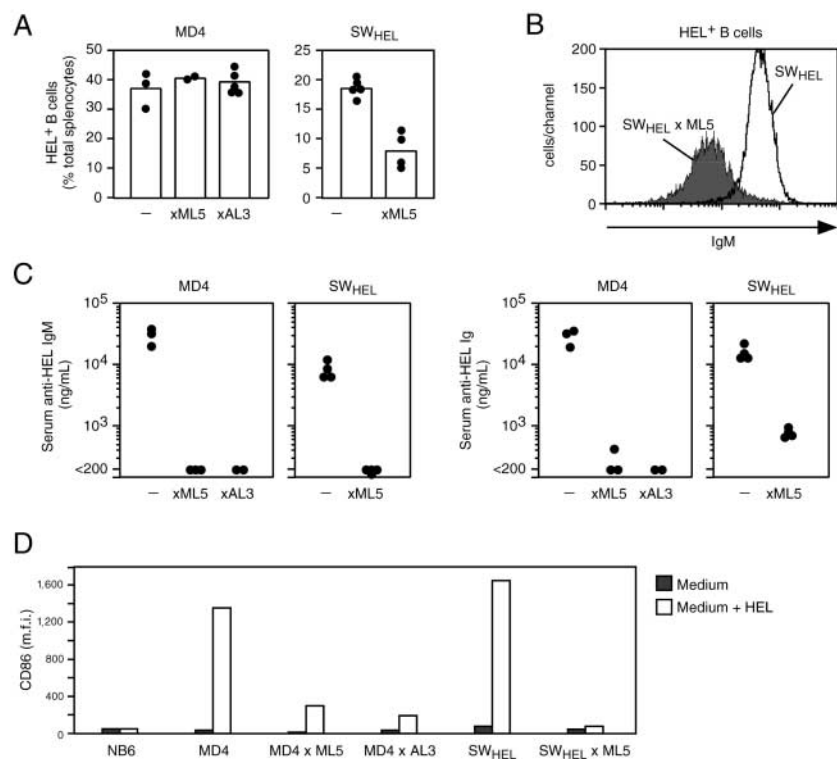 A
MD4
SWHEL
HEL+ B cells
(% total splenocytes)
50
40
30
20
10
0
–
xML5
xAL3
25
20
15
10
5
0
–
xML5
B
HEL+ B cells
cells/channel
200
150
100
50
0
SWHEL
SWHEL x ML5
IgM
C
MD4
SWHEL
Serum anti-HEL IgM
(ng/mL)
10^5
10^4
10^3
<200
–
xML5
xAL3
–
xML5
MD4
SWHEL
Serum anti-HEL Ig
(ng/mL)
10^5
10^4
10^3
<200
–
xML5
xAL3
–
xML5
D
CD86 (m.f.i.)
1,600
1,200
800
400
0
NB6
MD4
MD4 x ML5
MD4 x AL3
SWHEL
SWHEL x ML5
Medium
Medium + HEL